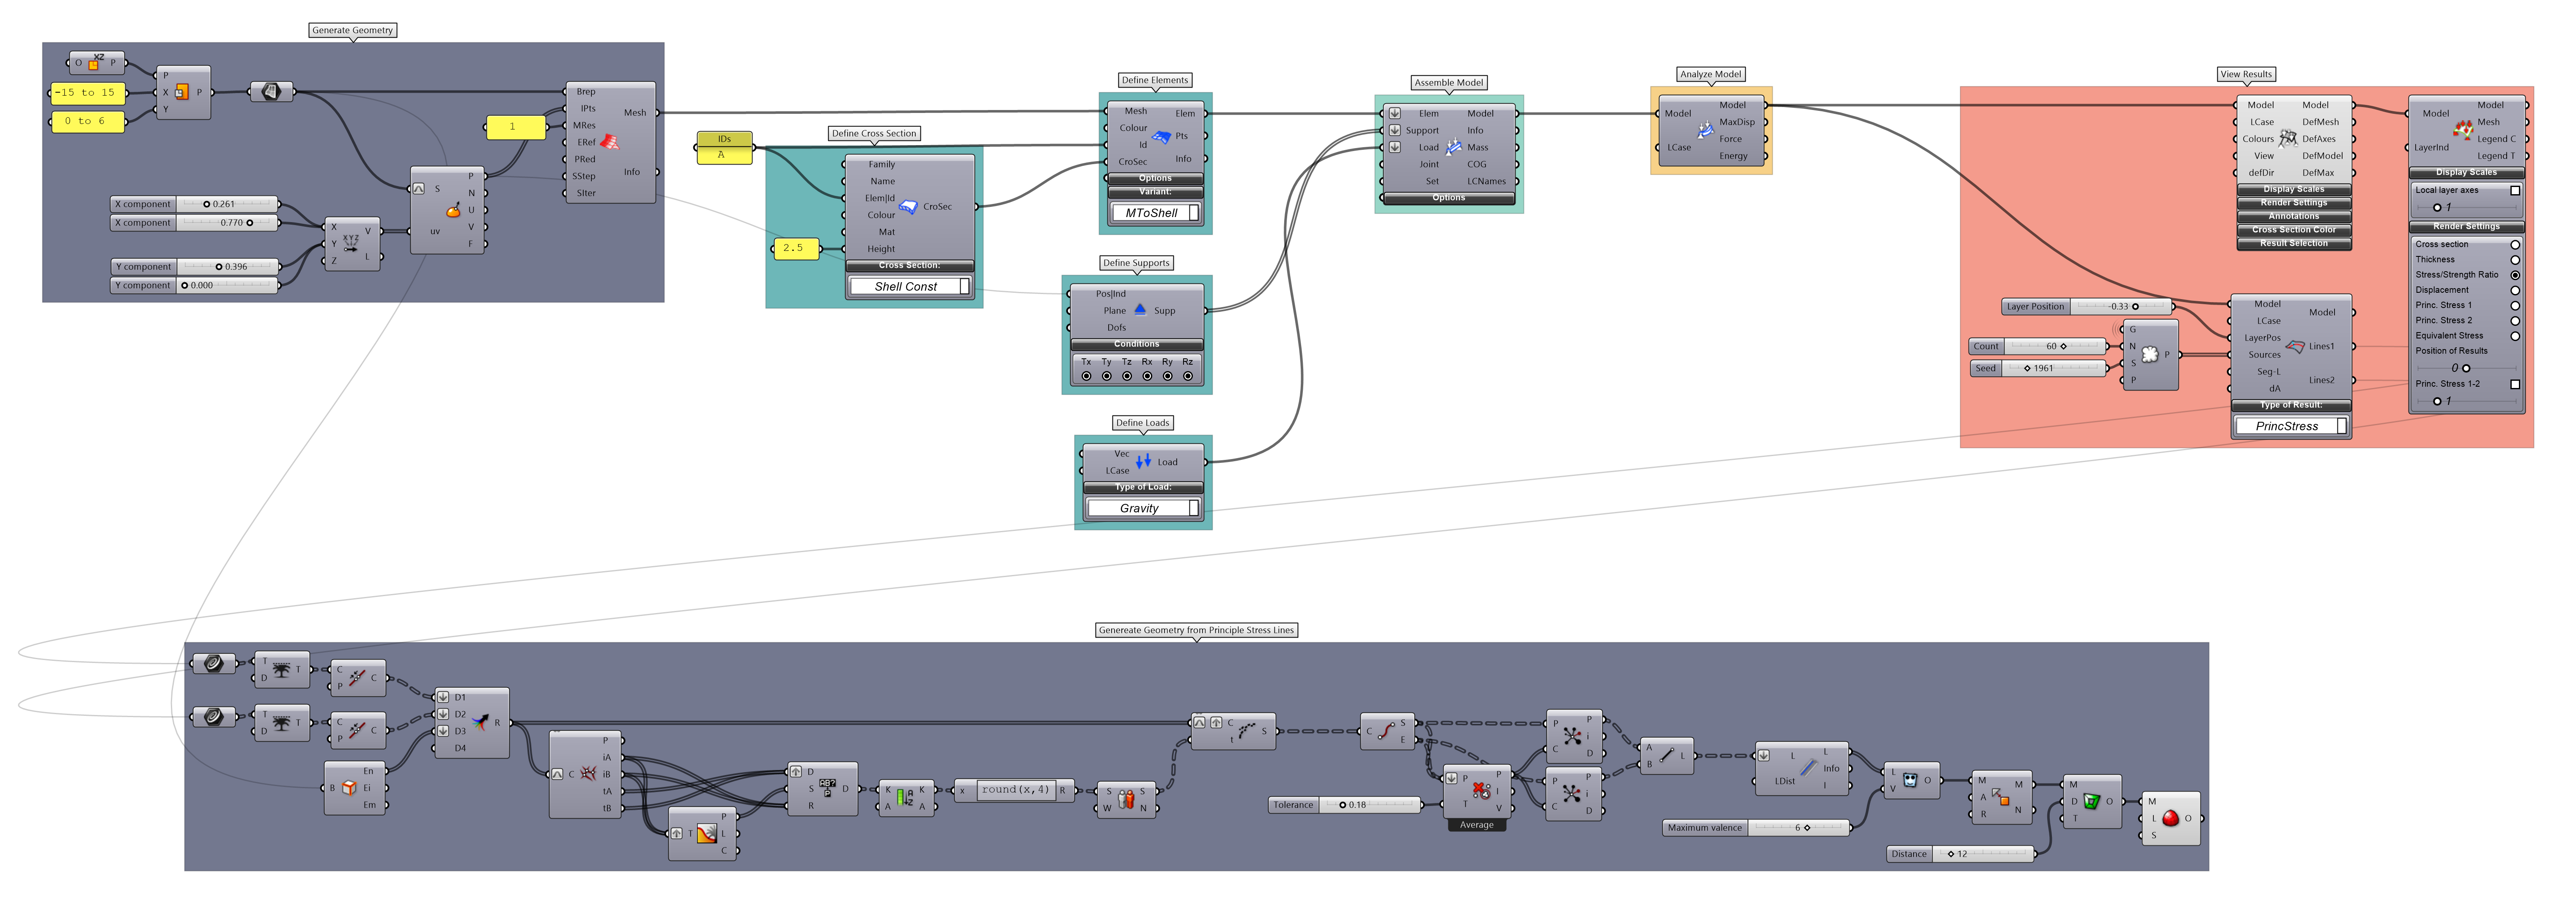 Generate Geometry
O XZ P
-15 to 15
0 to 6
P
X P
Y
Brep
IPts
MRes
ERef
PRed
SStep
SIter
Mesh
Info
1
X component 0.261
X component 0.770
Y component 0.396
Y component 0.000
X
Y
Z
XYZ
V
L
S
uv
P
N
U
V
F
IDs
A
Define Cross Section
Family
Name
Elem|Id
Colour
Mat
Height
CroSec
Cross Section:
Shell Const
2.5
Define Elements
Mesh
Colour
Id
CroSec
Elem
Pts
Info
Options
Variant:
MToShell
Define Supports
Pos|Ind
Plane
Dofs
Supp
Conditions
Tx Ty Tz Rx Ry Rz
Define Loads
Vec
LCase
Load
Type of Load:
Gravity
Assemble Model
Elem
Support
Load
Joint
Set
Model
Info
Mass
COG
LCNames
Options
Analyze Model
Model
LCase
Model
MaxDisp
Force
Energy
View Results
Model
LCase
Colours
View
defDir
Model
DefMesh
DefAxes
DefModel
DefMax
Display Scales
Render Settings
Annotations
Cross Section Color
Result Selection
Model
LayerInd
Model
Mesh
Legend C
Legend T
Display Scales
Local layer axes
1
Render Settings
Cross section
Thickness
Stress/Strength Ratio
Displacement
Princ. Stress 1
Princ. Stress 2
Equivalent Stress
Position of Results
0
Princ. Stress 1-2
1
Layer Position -0.33
Count 60
Seed 1961
G
N
S
P
P
Model
LCase
LayerPos
Sources
Seg-L
dA
Model
Lines1
Lines2
Type of Result:
PrincStress
Genereate Geometry from Principle Stress Lines
T
D
T
C
P
C
T
D
T
C
P
C
D1
D2
D3
D4
R
B
En
Ei
Em
C
P
iA
iB
tA
tB
T
P
L
C
D
S
R
D
K
A
K
A
x round(x,4) R
S
W
S
N
C
t
S
C
S
E
Tolerance 0.18
P
T
P
I
V
Average
P
C
P
i
D
P
C
P
i
D
A
B
L
L
LDist
L
Info
I
Maximum valence 6
L
V
O
M
A
R
M
N
Distance 12
M
D
T
O
M
L
S
O